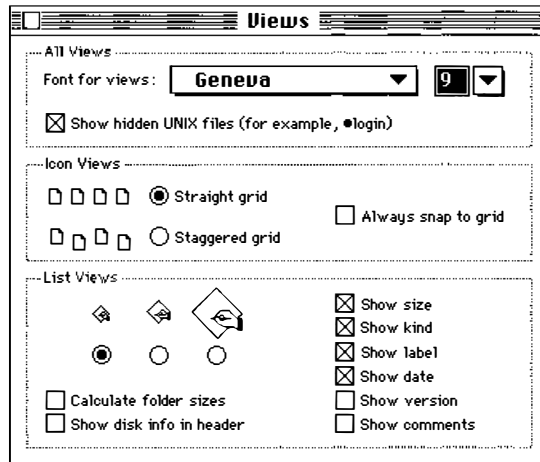 Views
All Views
Font for views: Geneva 9
Show hidden UNIX files (for example, •login)
Icon Views
Straight grid
Always snap to grid
Staggered grid
List Views
Show size
Show kind
Show label
Show date
Calculate folder sizes
Show version
Show disk info in header
Show comments